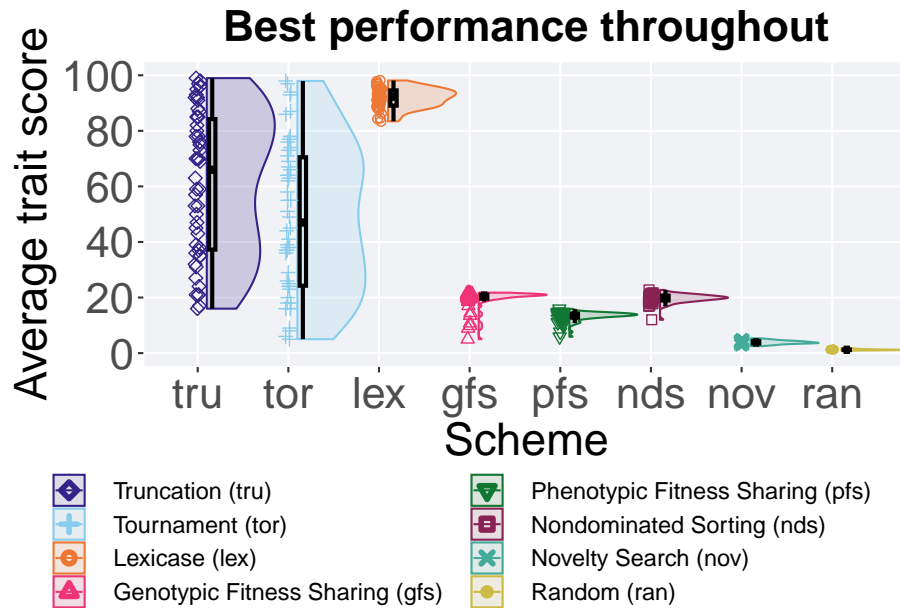 Best performance throughout
Average trait score
100
80
60
40
20
0
tru tor lex gfs pfs nds nov ran
Scheme
Truncation (tru)
Tournament (tor)
Lexicase (lex)
Genotypic Fitness Sharing (gfs)
Phenotypic Fitness Sharing (pfs)
Nondominated Sorting (nds)
Novelty Search (nov)
Random (ran)